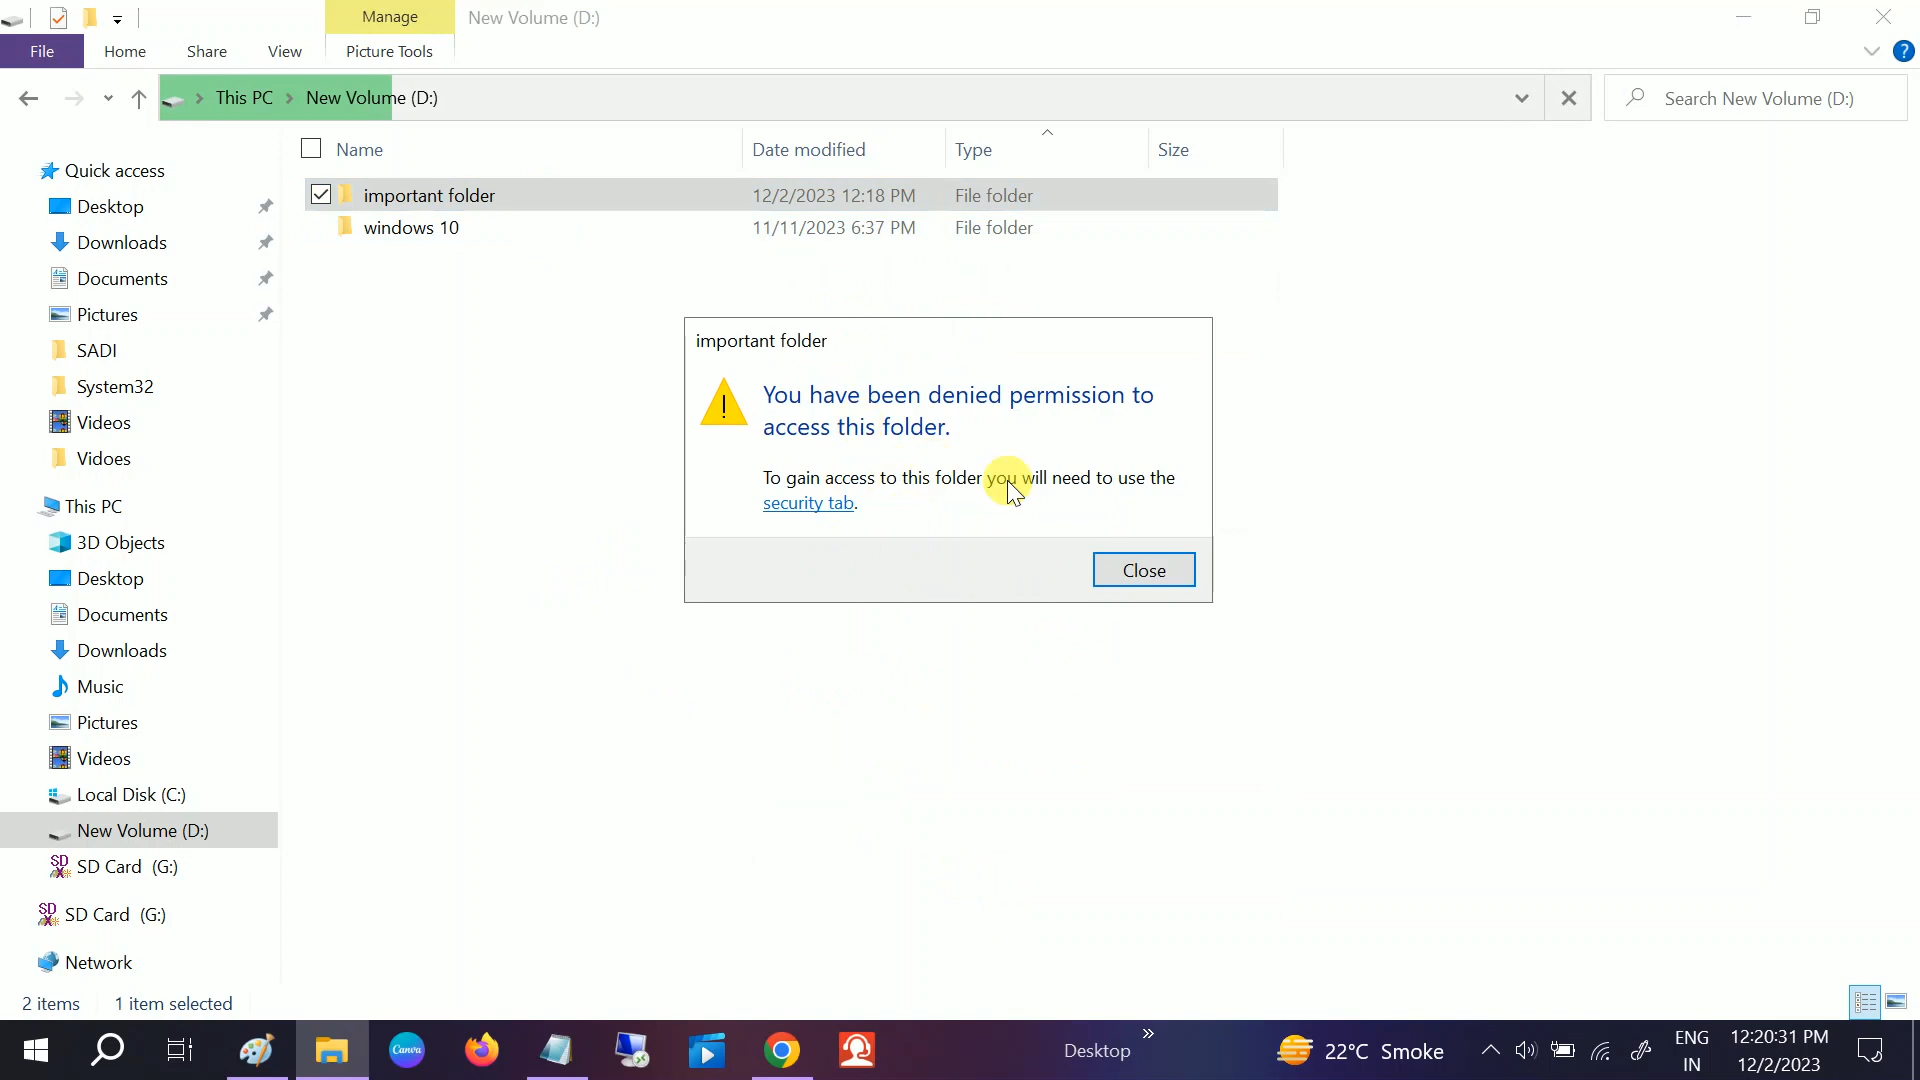 Manage
New Volume (D:)
File
Home
Share
View
Picture Tools
This PC
New Volume (D:)
Search New Volume (D:)
Name
Date modified
Type
Size
important folder
12/2/2023 12:18 PM
File folder
windows 10
11/11/2023 6:37 PM
File folder
Quick access
Desktop
Downloads
Documents
Pictures
SADI
System32
Videos
Vidoes
This PC
3D Objects
Desktop
Documents
Downloads
Music
Pictures
Videos
Local Disk (C:)
New Volume (D:)
SD Card (G:)
SD Card (G:)
Network
important folder
You have been denied permission to
access this folder.
To gain access to this folder you will need to use the
security tab.
Close
2 items
1 item selected
Canva
Desktop
22°C Smoke
ENG
IN
12:20:31 PM
12/2/2023